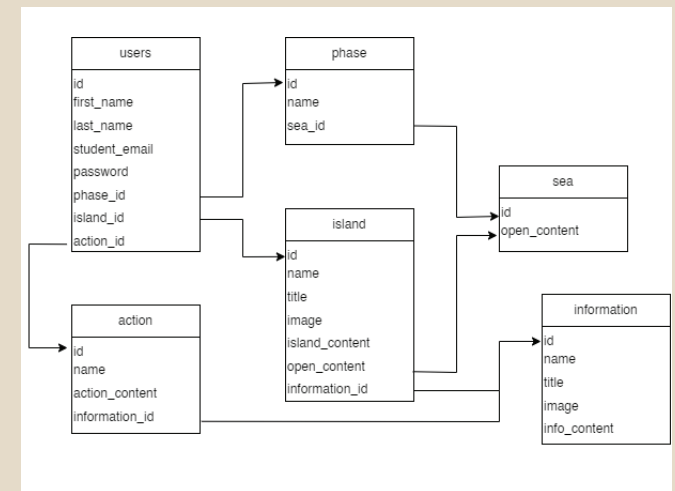 users
id
first_name
last_name
student_email
password
phase_id
island_id
action_id
phase
id
name
sea_id
sea
id
open_content
island
id
name
title
image
island_content
open_content
information_id
action
id
name
action_content
information_id
information
id
name
title
image
info_content